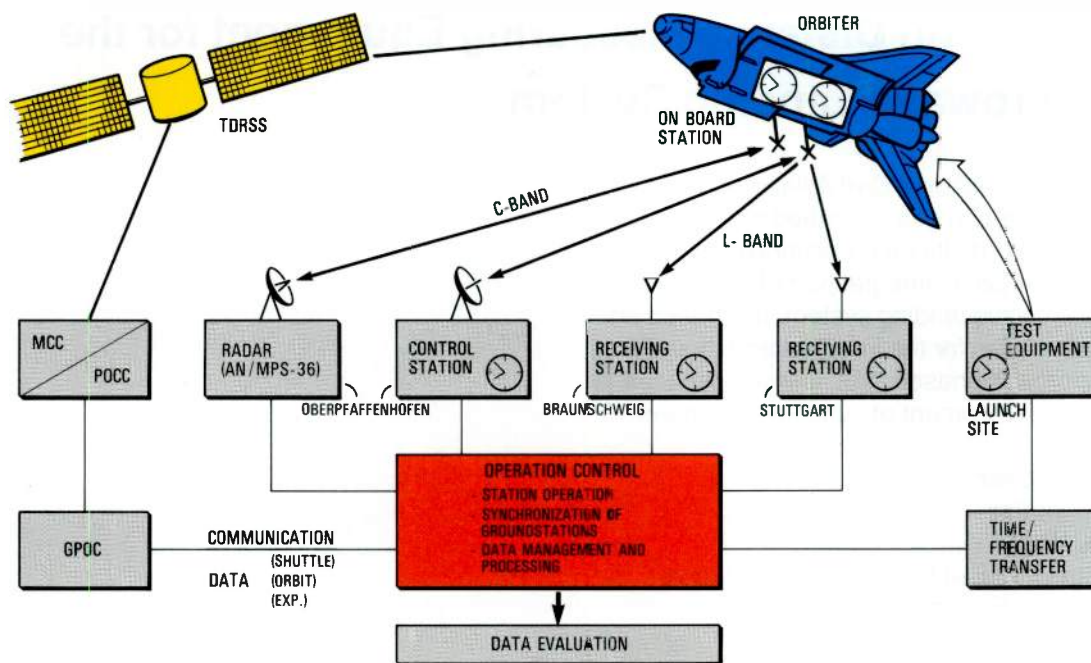 ORBITER
TDRSS
ON BOARD
STATION
C-BAND
L- BAND
MCC
POCC
RADAR
(AN/MPS-36)
CONTROL
STATION
RECEIVING
STATION
RECEIVING
STATION
TEST
EQUIPMENT
OBERPFAFFENHOFEN
BRAUNSCHWEIG
STUTTGART
LAUNCH
SITE
OPERATION CONTROL
- STATION OPERATION
- SYNCHRONIZATION OF
GROUNDSTATIONS
- DATA MANAGEMENT AND
PROCESSING
GPOC
COMMUNICATION
(SHUTTLE)
DATA (ORBIT)
(EXP.)
TIME/
FREQUENCY
TRANSFER
DATA EVALUATION